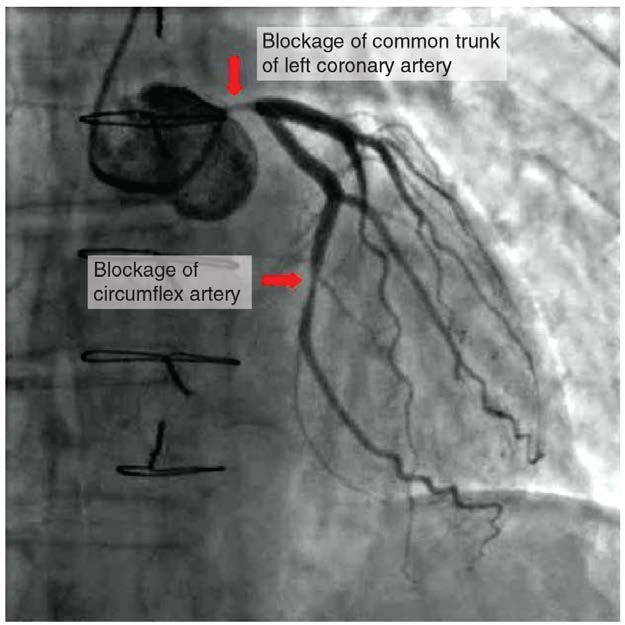 Blockage of common trunk
of left coronary artery
Blockage of
circumflex artery